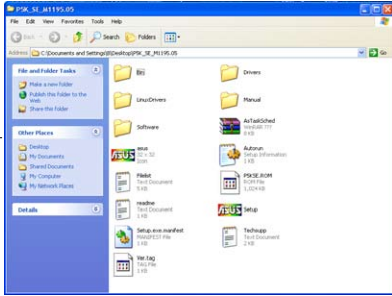 P5K_SE_M1195.05
File Edit View Favorites Tools Help
Back Search Folders
Address C:\Documents and Settings\Desktop\P5K_SE_M1195.05 Go
File and Folder Tasks
Make a new folder
Publish this folder to the Web
Share this folder
Other Places
Desktop
My Documents
Shared Documents
My Computer
My Network Places
Details
Bin
Drivers
LinuxDrivers
Manual
Software
AsTaskSched
WinRAR ???
8 KB
asus
32 x 32
Icon
Autorun
Setup Information
1 KB
Filelist
Text Document
5 KB
P5KSE.ROM
ROM File
1,024 KB
readme
Text Document
1 KB
Setup
Setup.exe.manifest
MANIFEST File
1 KB
Techsupp
Text Document
2 KB
Ver.tag
TAG File
1 KB